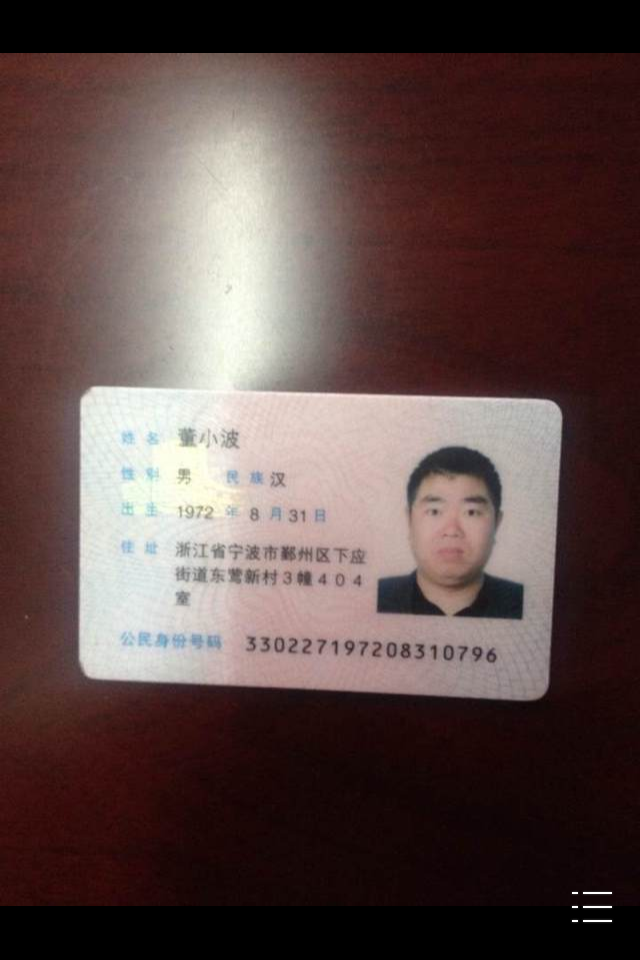 姓名 董小波
性别 男 民族 汉
出生 1972 年 8 月 31 日
住址 浙江省宁波市鄞州区下应
街道东莺新村3幢404
室
公民身份号码 330227197208310796